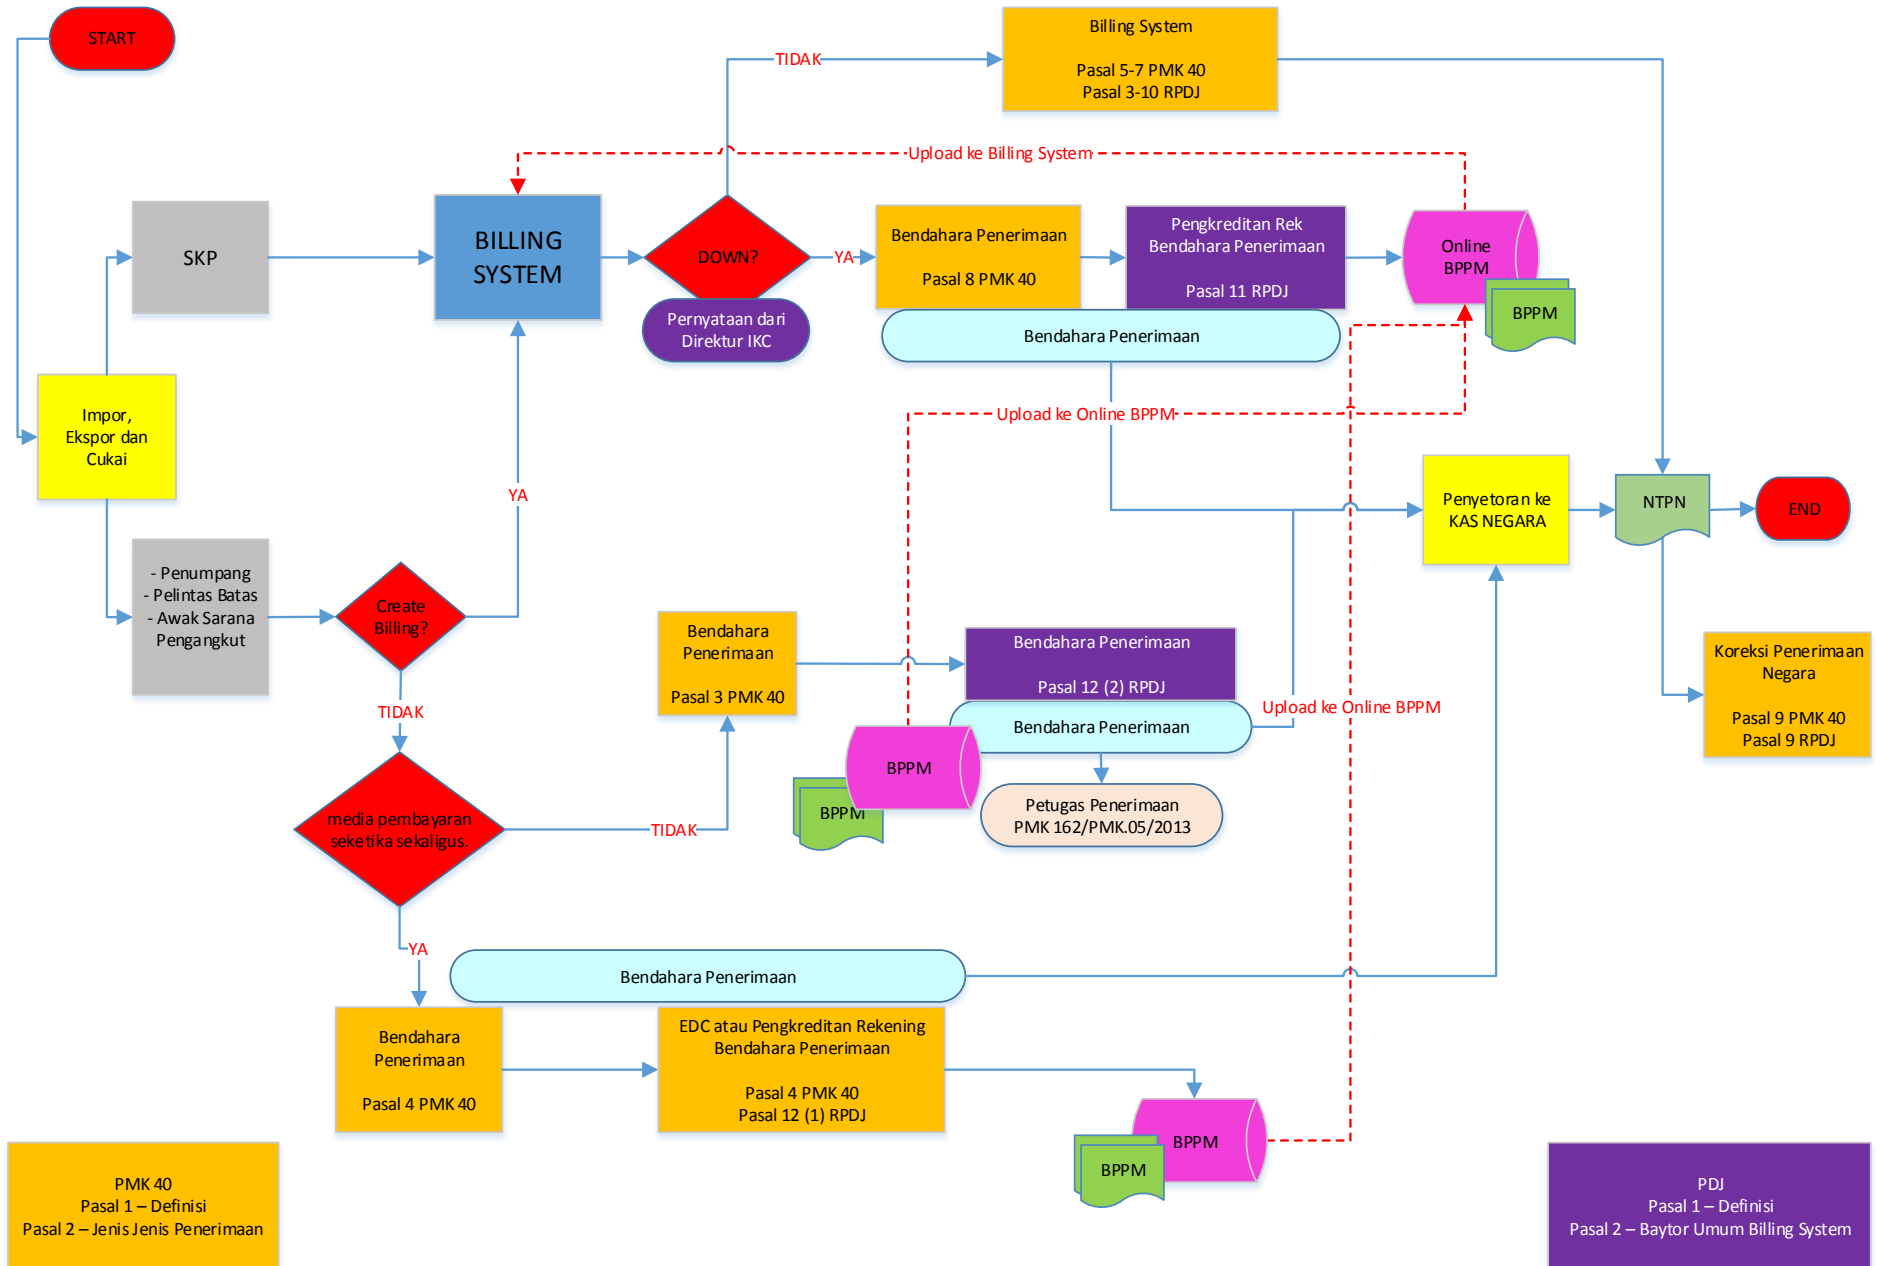 START
Billing System
Pasal 5-7 PMK 40
Pasal 3-10 RPDJ
TIDAK
Upload ke Billing System
SKP
BILLING
SYSTEM
DOWN?
YA
Pernyataan dari
Direktur IKC
Bendahara Penerimaan
Pasal 8 PMK 40
Pengkreditan Rek
Bendahara Penerimaan
Pasal 11 RPDJ
Online
BPPM
BPPM
Bendahara Penerimaan
Impor,
Ekspor dan
Cukai
Upload ke Online BPPM
YA
Penyetoran ke
KAS NEGARA
NTPN
END
- Penumpang
- Pelintas Batas
- Awak Sarana
Pengangkut
Create
Billing?
TIDAK
Bendahara
Penerimaan
Pasal 3 PMK 40
Bendahara Penerimaan
Pasal 12 (2) RPDJ
Bendahara Penerimaan
Upload ke Online BPPM
Koreksi Penerimaan
Negara
Pasal 9 PMK 40
Pasal 9 RPDJ
BPPM
BPPM
Petugas Penerimaan
PMK 162/PMK.05/2013
media pembayaran
seketika sekaligus.
TIDAK
YA
Bendahara Penerimaan
Bendahara
Penerimaan
Pasal 4 PMK 40
EDC atau Pengkreditan Rekening
Bendahara Penerimaan
Pasal 4 PMK 40
Pasal 12 (1) RPDJ
BPPM
BPPM
PMK 40
Pasal 1 – Definisi
Pasal 2 – Jenis Jenis Penerimaan
PDJ
Pasal 1 – Definisi
Pasal 2 – Baytor Umum Billing System